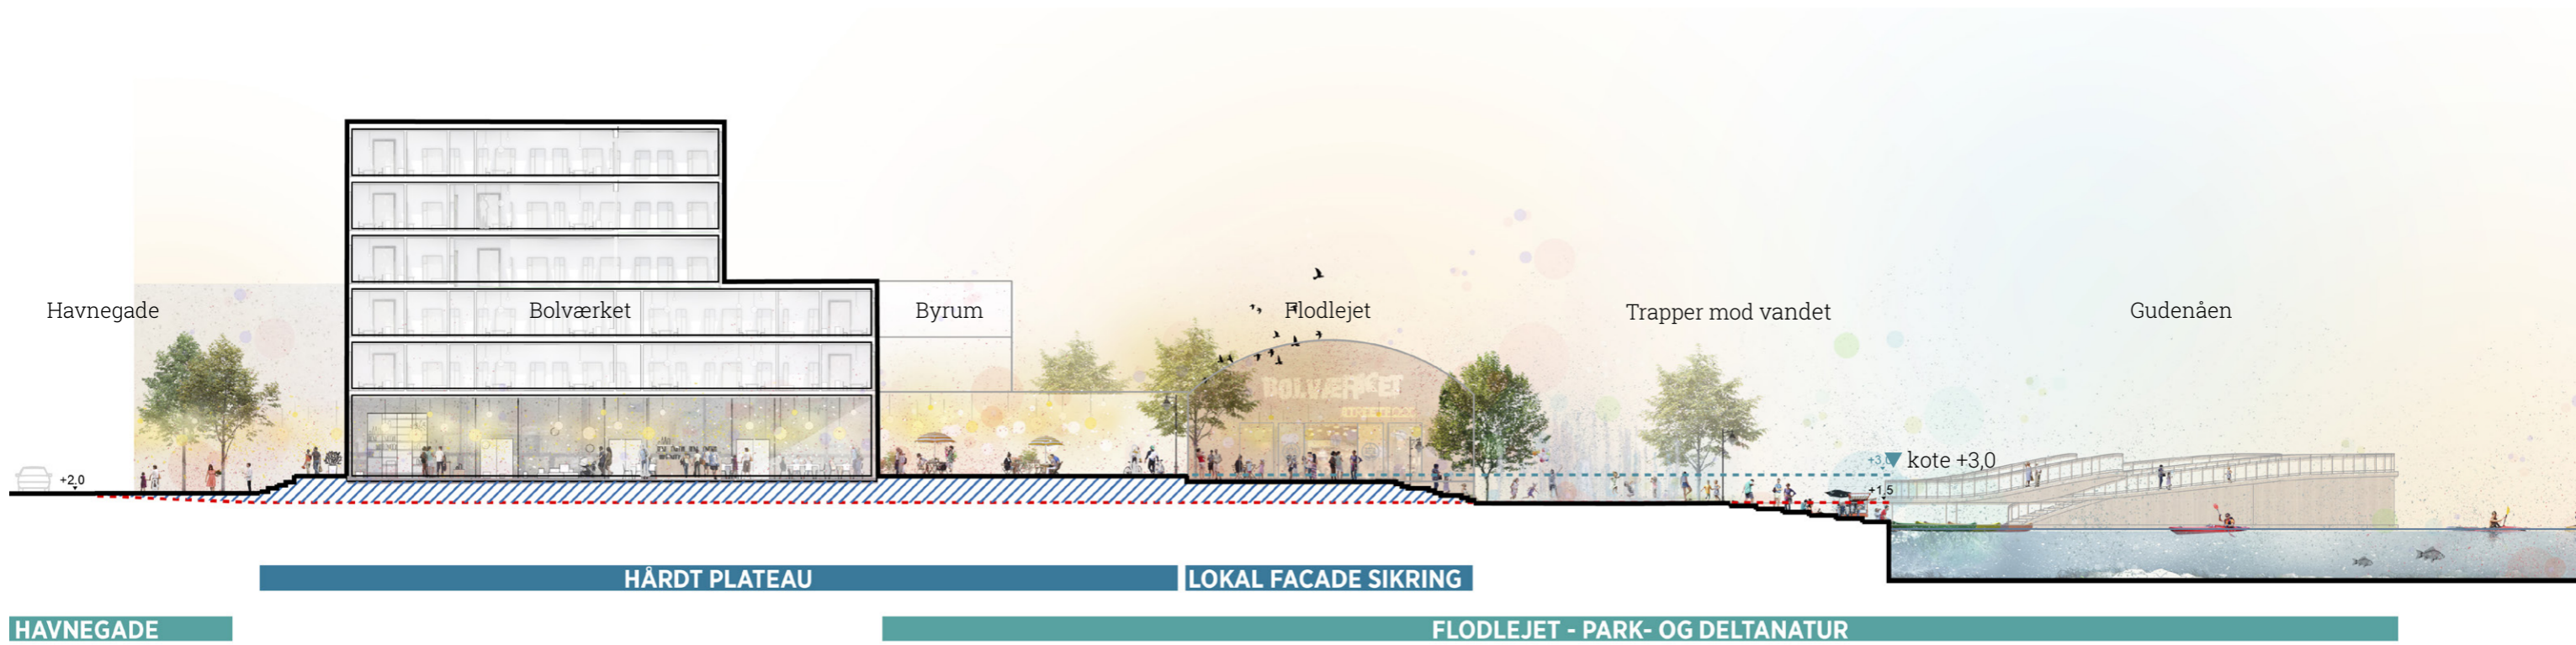 Havnegade
Bolværket
Byrum
Flodlejet
Trapper mod vandet
Gudenåen
BOLVÆRKET
+2,0
kote +3,0
+1,5
HÅRDT PLATEAU
LOKAL FACADE SIKRING
HAVNEGADE
FLODLEJET - PARK- OG DELTANATUR